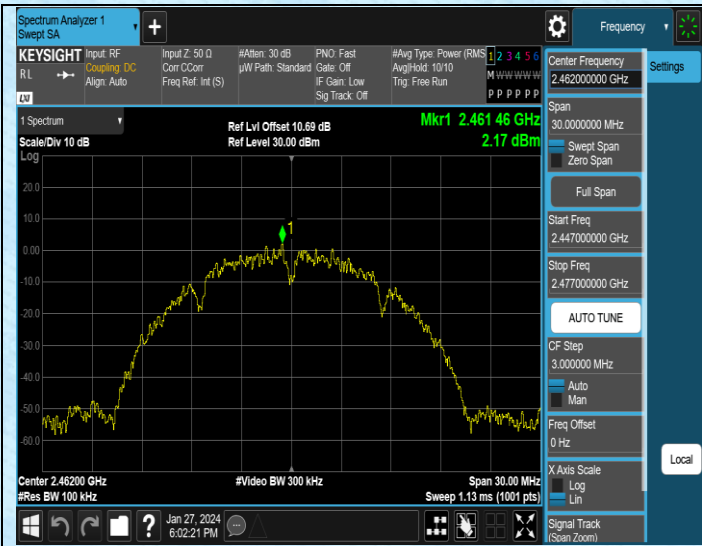 Spectrum Analyzer 1
Swept SA
+
Frequency
KEYSIGHT
RL
LXI
Input: RF
Coupling: DC
Align: Auto
Input Z: 50 Ω
Corr CCorr
Freq Ref: Int (S)
#Atten: 30 dB
µW Path: Standard
PNO: Fast
Gate: Off
IF Gain: Low
Sig Track: Off
#Avg Type: Power (RMS
Avg|Hold: 10/10
Trig: Free Run
1 2 3 4 5 6
M W W W W W
P P P P P P
1 Spectrum
Scale/Div 10 dB
Ref Lvl Offset 10.69 dB
Ref Level 30.00 dBm
Mkr1 2.461 46 GHz
2.17 dBm
Log
20.0
10.0
0.00
-10.0
-20.0
-30.0
-40.0
-50.0
-60.0
1
Center 2.46200 GHz
#Res BW 100 kHz
#Video BW 300 kHz
Span 30.00 MHz
Sweep 1.13 ms (1001 pts)
?
Jan 27, 2024
6:02:21 PM
Center Frequency
2.462000000 GHz
Span
30.0000000 MHz
Swept Span
Zero Span
Full Span
Start Freq
2.447000000 GHz
Stop Freq
2.477000000 GHz
AUTO TUNE
CF Step
3.000000 MHz
Auto
Man
Freq Offset
0 Hz
X Axis Scale
Log
Lin
Signal Track
(Span Zoom)
Settings
Local